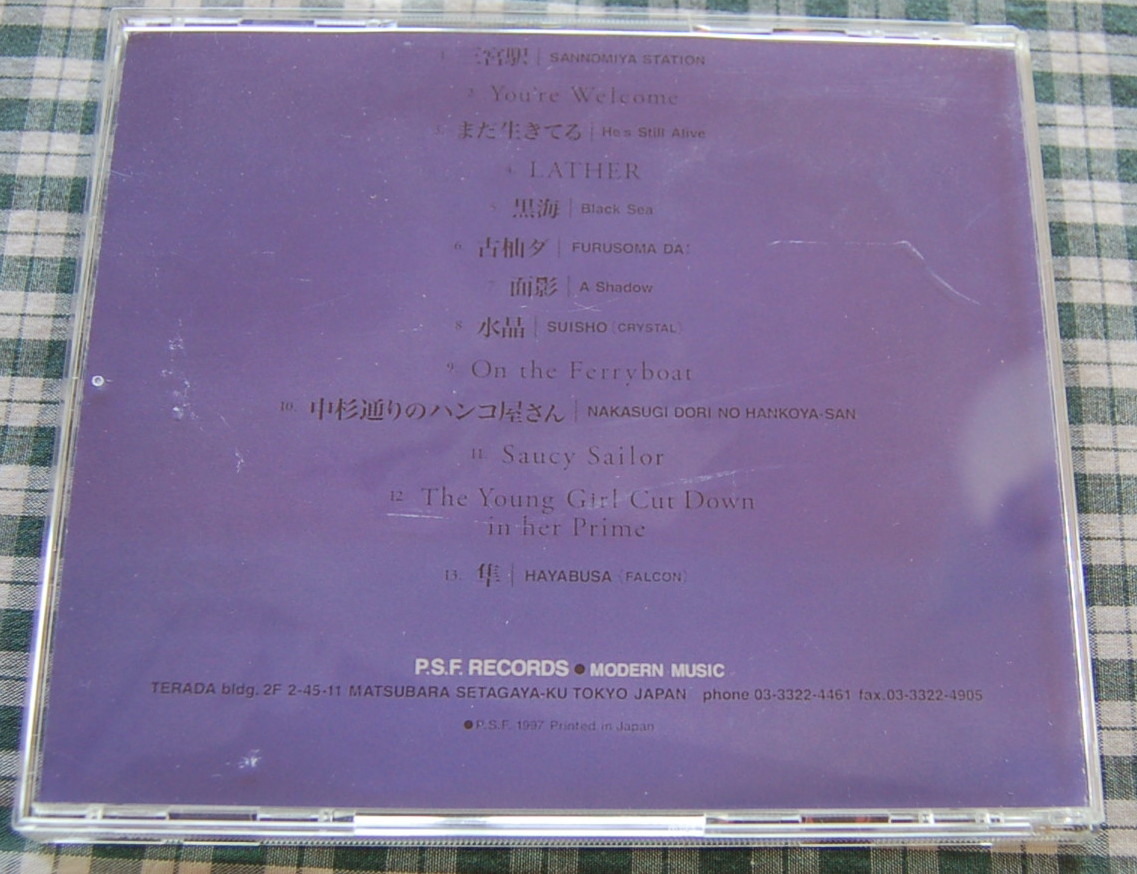 1. 三宮駅 | SANNOMIYA STATION
2. You're Welcome
3. まだ生きてる | He's Still Alive
4. LATHER
5. 黒海 | Black Sea
6. 古柚ダ | FURUSOMA DA!
7. 面影 | A Shadow
8. 水晶 | SUISHO (CRYSTAL)
9. On the Ferryboat
10. 中杉通りのハンコ屋さん | NAKASUGI DORI NO HANKOYA-SAN
11. Saucy Sailor
12. The Young Girl Cut Down
in her Prime
13. 隼 | HAYABUSA (FALCON)
P.S.F. RECORDS ● MODERN MUSIC
TERADA bldg. 2F 2-45-11 MATSUBARA SETAGAYA-KU TOKYO JAPAN phone 03-3322-4461 fax.03-3322-4905
●P.S.F. 1997 Printed in Japan